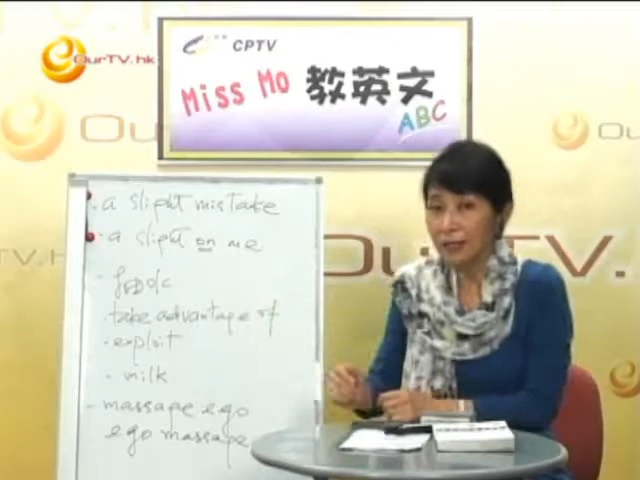 OurTV.hk
CPTV
Miss Mo 教英文
ABC
OurTV.hk
a slight mistake
a slight on me
take advantage of
exploit
milk
massage ego
ego massage